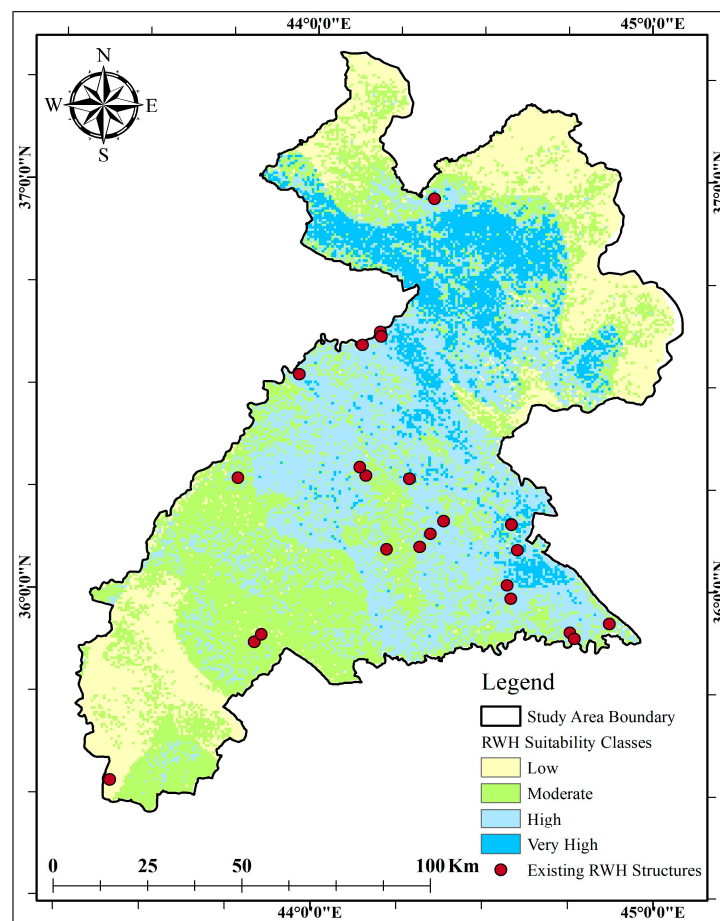 44°0'0"E 45°0'0"E
N
W E
S
37°0'0"N 37°0'0"N
36°0'0"N 36°0'0"N
Legend
Study Area Boundary
RWH Suitability Classes
Low
Moderate
High
Very High
Existing RWH Structures
0 25 50 100 Km
44°0'0"E 45°0'0"E